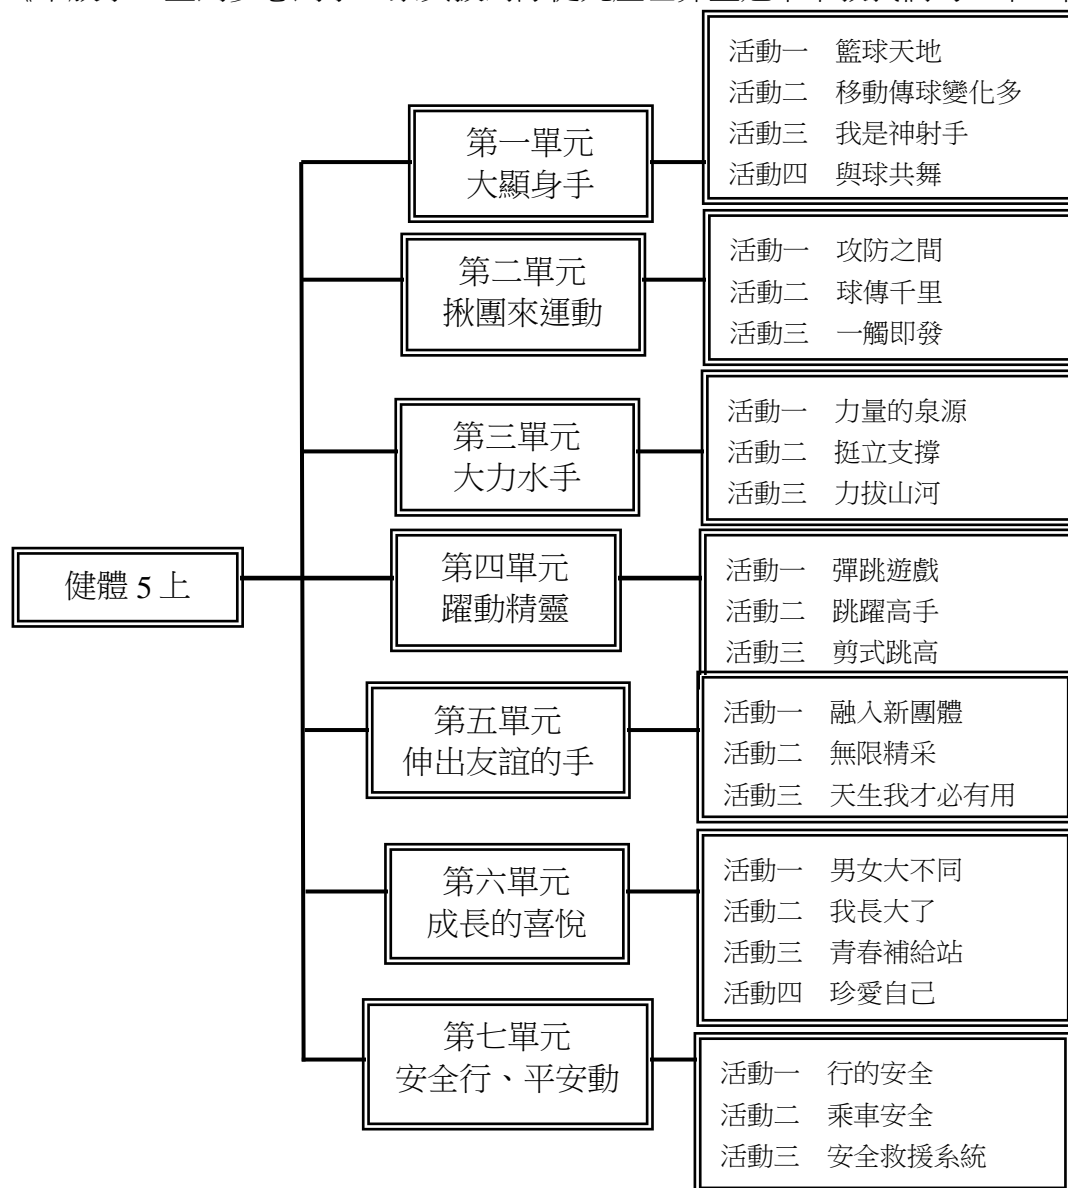 健體 5 上
第一單元
大顯身手
活動一 籃球天地
活動二 移動傳球變化多
活動三 我是神射手
活動四 與球共舞
第二單元
揪團來運動
活動一 攻防之間
活動二 球傳千里
活動三 一觸即發
第三單元
大力水手
活動一 力量的泉源
活動二 挺立支撐
活動三 力拔山河
第四單元
躍動精靈
活動一 彈跳遊戲
活動二 跳躍高手
活動三 剪式跳高
第五單元
伸出友誼的手
活動一 融入新團體
活動二 無限精采
活動三 天生我才必有用
第六單元
成長的喜悅
活動一 男女大不同
活動二 我長大了
活動三 青春補給站
活動四 珍愛自己
第七單元
安全行、平安動
活動一 行的安全
活動二 乘車安全
活動三 安全救援系統